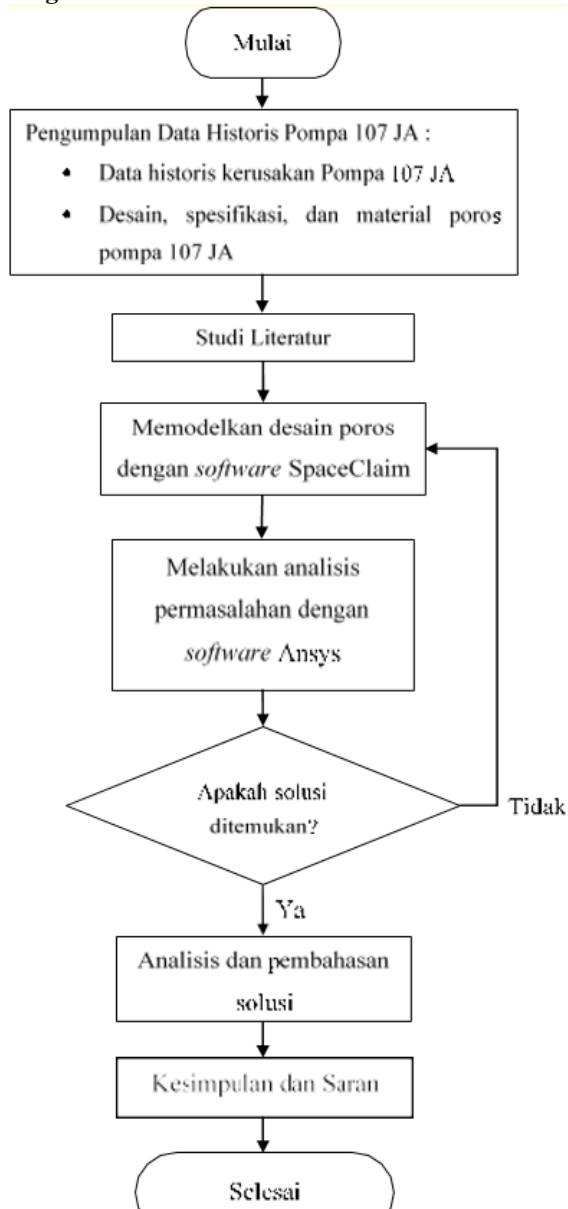 Mulai
Pengumpulan Data Historis Pompa 107 JA :
• Data historis kerusakan Pompa 107 JA
• Desain, spesifikasi, dan material poros
pompa 107 JA
Studi Literatur
Memodelkan desain poros
dengan software SpaceClaim
Melakukan analisis
permasalahan dengan
software Ansys
Apakah solusi
ditemukan?
Tidak
Ya
Analisis dan pembahasan
solusi
Kesimpulan dan Saran
Selesai